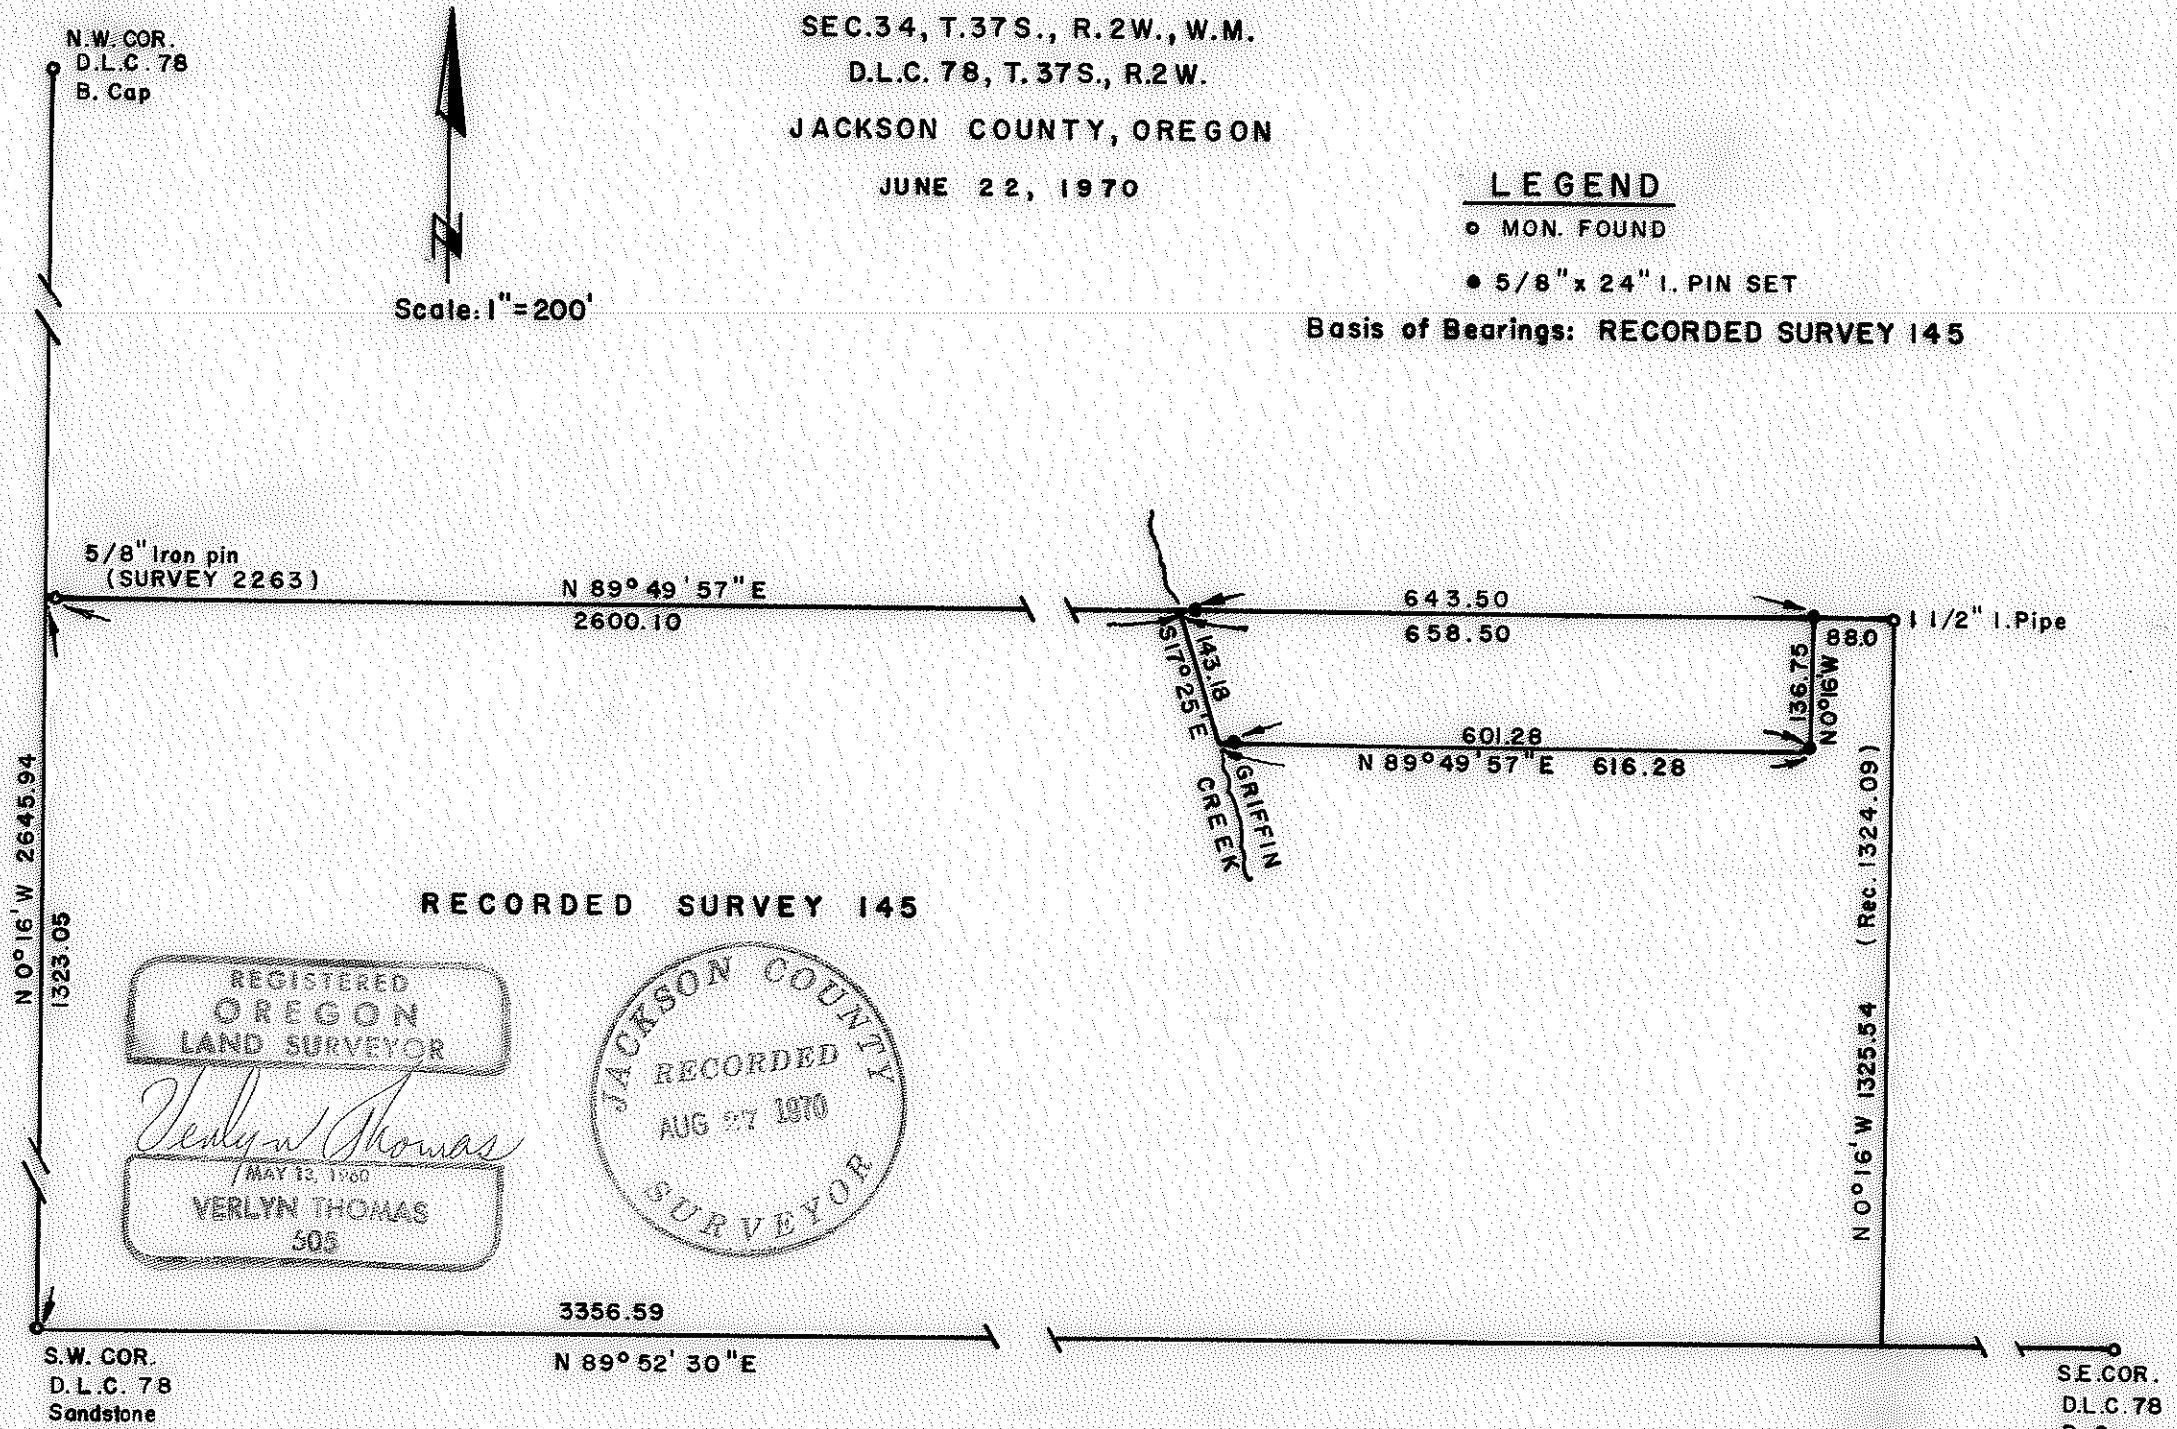 SEC.34, T.37S., R.2W., W.M.
D.L.C. 78, T.37S., R.2W.
JACKSON COUNTY, OREGON
JUNE 22, 1970
N.W. COR.
D.L.C. 78
B. Cap
N
Scale: 1"=200'
LEGEND
MON. FOUND
5/8" x 24" I. PIN SET
Basis of Bearings: RECORDED SURVEY 145
5/8" Iron pin
(SURVEY 2263)
N 89° 49' 57" E
2600.10
643.50
658.50
88.0
1 1/2" I. Pipe
S 17° 25' E
143.18
136.75
N 0° 16' W
601.28
N 89° 49' 57" E 616.28
GRIFFIN
CREEK
N 0° 16' W 2645.94
1323.05
N 0° 16' W 1325.54 (Rec. 1324.09)
RECORDED SURVEY 145
REGISTERED
OREGON
LAND SURVEYOR
Verlyn Thomas
MAY 13, 1960
VERLYN THOMAS
505
JACKSON COUNTY
RECORDED
AUG 27 1970
SURVEYOR
3356.59
N 89° 52' 30" E
S.W. COR.
D.L.C. 78
Sandstone
S.E. COR.
D.L.C. 78